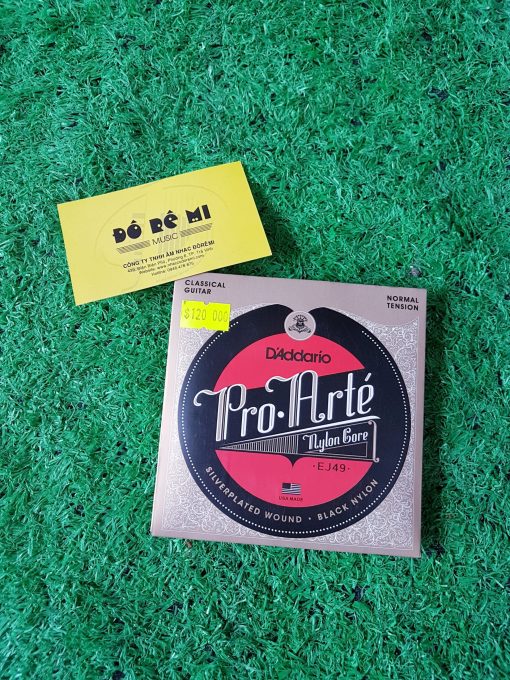 ĐÔ RÊ MI
MUSIC
CÔNG TY TNHH ÂM NHẠC ĐÔRÊMI
CLASSICAL
GUITAR
NORMAL
TENSION
$120 000
D'Addario
Pro·Arté
Nylon Core
·EJ49·
USA MADE
SILVERPLATED WOUND · BLACK NYLON